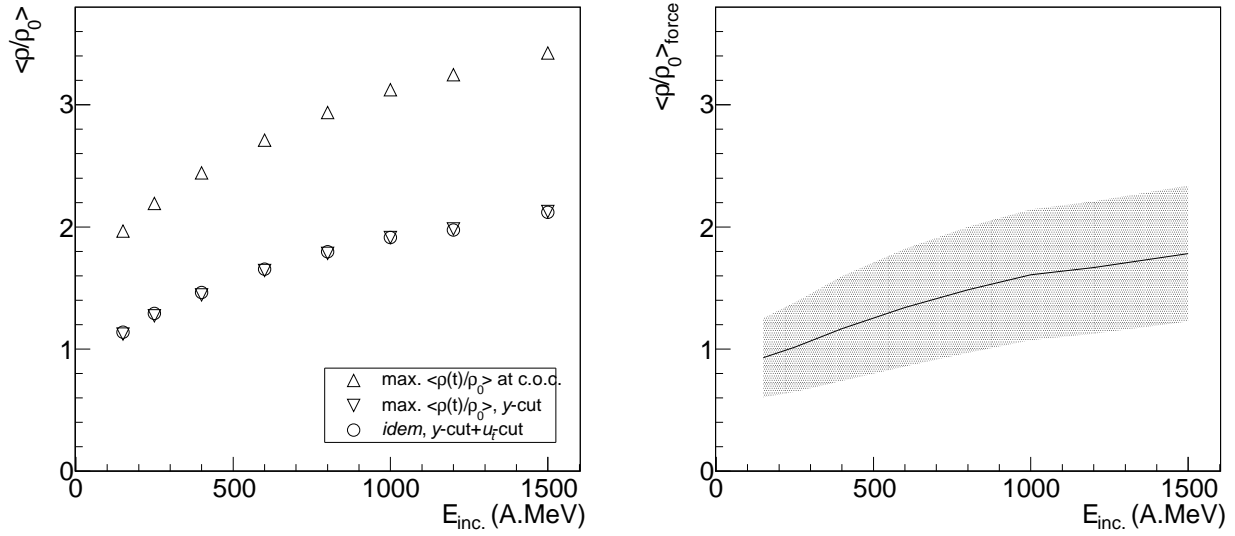 <ρ/ρ0>
3
2
1
0
max. <ρ(t)/ρ0> at c.o.c.
max. <ρ(t)/ρ0>, y-cut
idem, y-cut+ut-cut
0 500 1000 1500
Einc. (A.MeV)
<ρ/ρ0>force
3
2
1
0
0 500 1000 1500
Einc. (A.MeV)